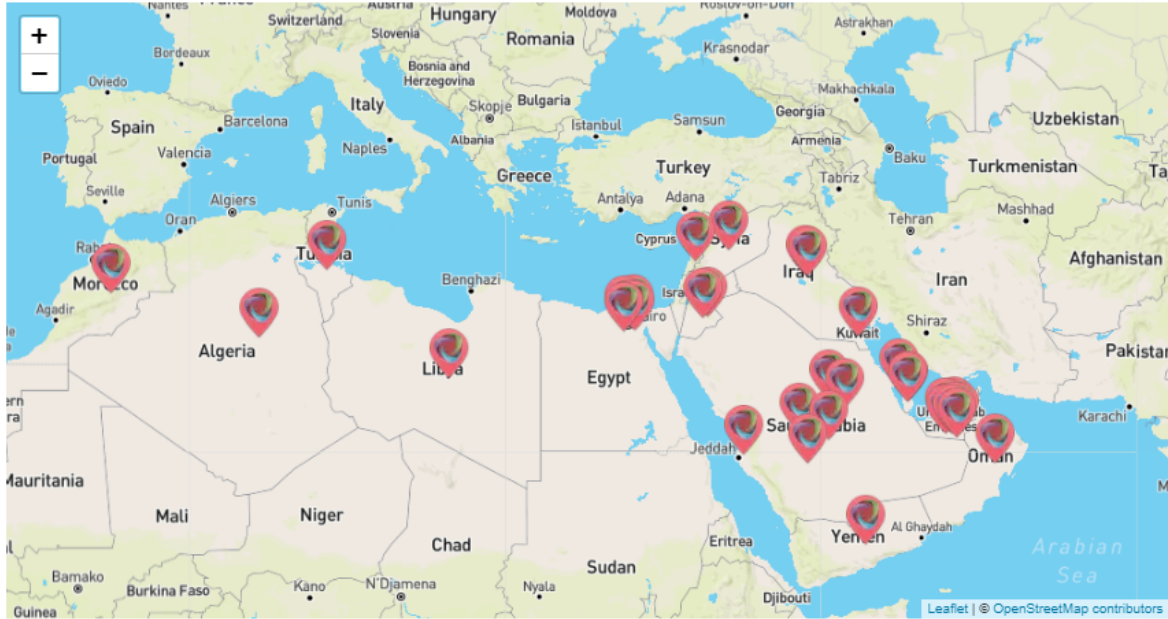 +
−
Nantes
Switzerland
Austria
Hungary
Moldova
Rostov-on-Don
Astrakhan
Slovenia
Romania
Krasnodar
Bordeaux
Bosnia and
Herzegovina
Makhachkala
Oviedo
Italy
Skopje
Bulgaria
Georgia
Uzbekistan
Spain
Barcelona
Istanbul
Samsun
Armenia
Naples
Albania
Baku
Portugal
Valencia
Greece
Turkey
Tabriz
Turkmenistan
Seville
Algiers
Tunis
Antalya
Adana
Tehran
Mashhad
Oran
Cyprus
Syria
Iran
Afghanistan
Morocco
Tunisia
Iraq
Benghazi
Agadir
Kuwait
Shiraz
Algeria
Libya
Egypt
Pakistan
Karachi
Saudi Arabia
Jeddah
Oman
Mauritania
Mali
Niger
Chad
Sudan
Eritrea
Yemen
Al Ghaydah
Arabian
Sea
Bamako
Burkina Faso
Kano
N'Djamena
Nyala
Djibouti
Guinea
Leaflet | © OpenStreetMap contributors